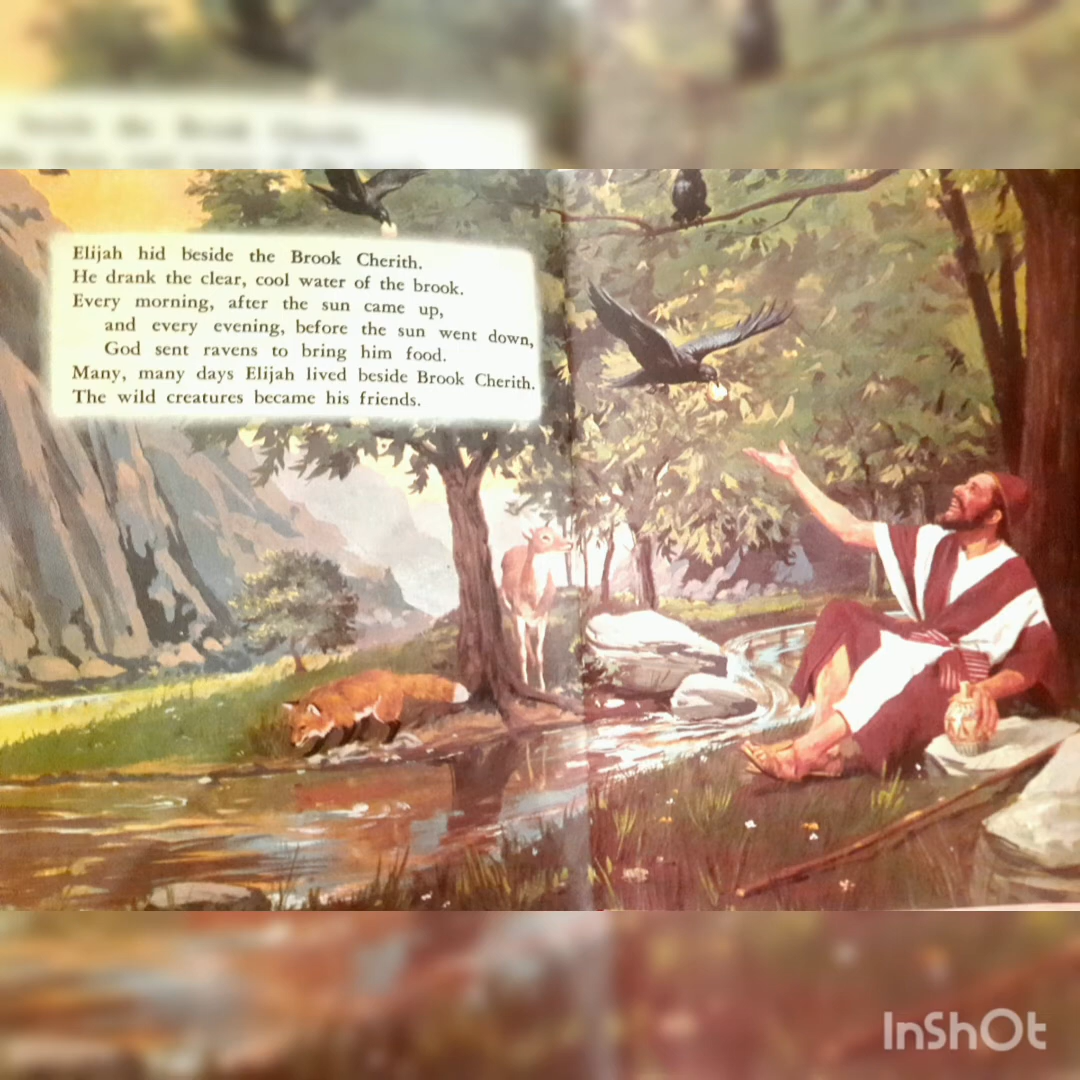 Elijah hid beside the Brook Cherith.
He drank the clear, cool water of the brook.
Every morning, after the sun came up,
and every evening, before the sun went down,
God sent ravens to bring him food.
Many, many days Elijah lived beside Brook Cherith.
The wild creatures became his friends.
InShOt